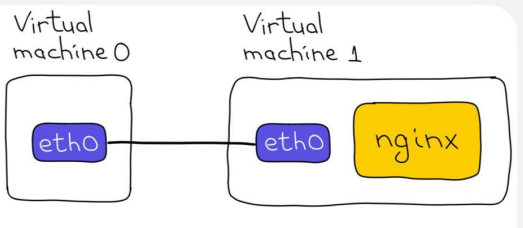 Virtual
machine 0
Virtual
machine 1
eth0
eth0
nginx